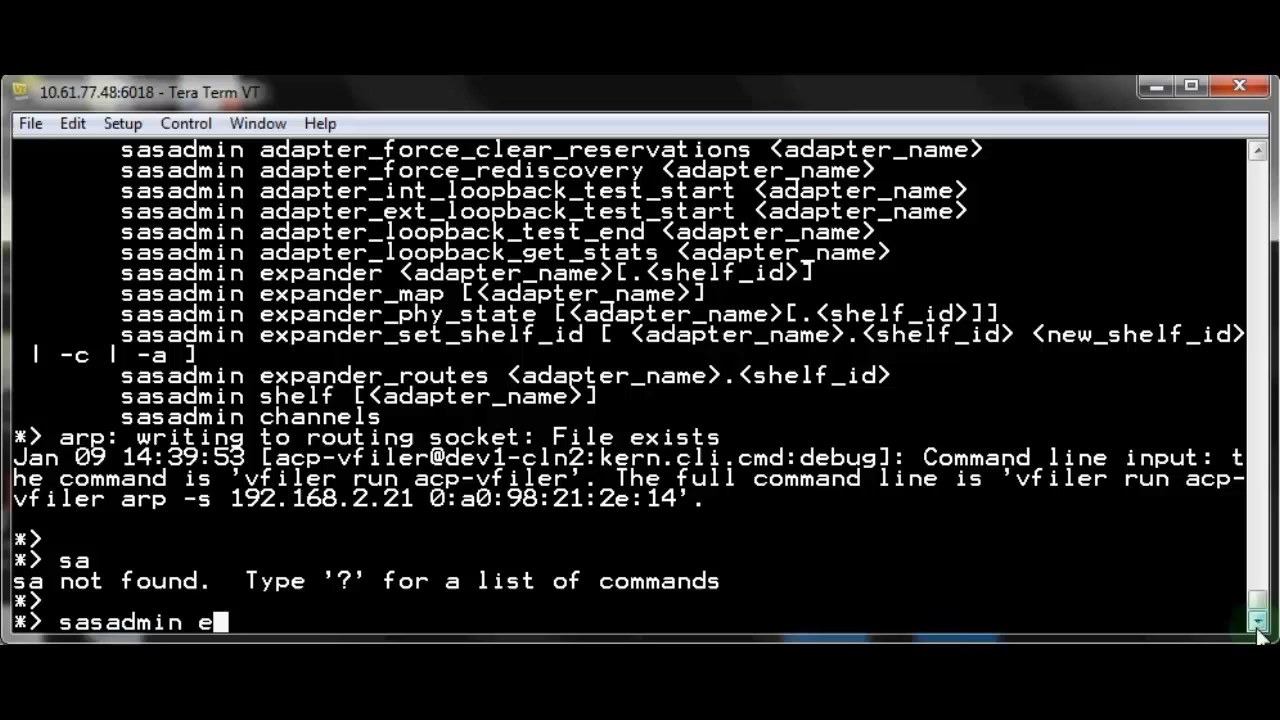 10.61.77.48:6018 - Tera Term VT
File Edit Setup Control Window Help
sasadmin adapter_force_clear_reservations <adapter_name>
sasadmin adapter_force_rediscovery <adapter_name>
sasadmin adapter_int_loopback_test_start <adapter_name>
sasadmin adapter_ext_loopback_test_start <adapter_name>
sasadmin adapter_loopback_test_end <adapter_name>
sasadmin adapter_loopback_get_stats <adapter_name>
sasadmin expander <adapter_name>[.<shelf_id>]
sasadmin expander_map [<adapter_name>]
sasadmin expander_phy_state [<adapter_name>[.<shelf_id>]]
sasadmin expander_set_shelf_id [ <adapter_name>.<shelf_id> <new_shelf_id>
| -c | -a ]
sasadmin expander_routes <adapter_name>.<shelf_id>
sasadmin shelf [<adapter_name>]
sasadmin channels
*> arp: writing to routing socket: File exists
Jan 09 14:39:53 [acp-vfiler@dev1-cln2:kern.cli.cmd:debug]: Command line input: t
he command is 'vfiler run acp-vfiler'. The full command line is 'vfiler run acp-
vfiler arp -s 192.168.2.21 0:a0:98:21:2e:14'.
*>
*> sa
sa not found.  Type '?' for a list of commands
*>
*> sasadmin e